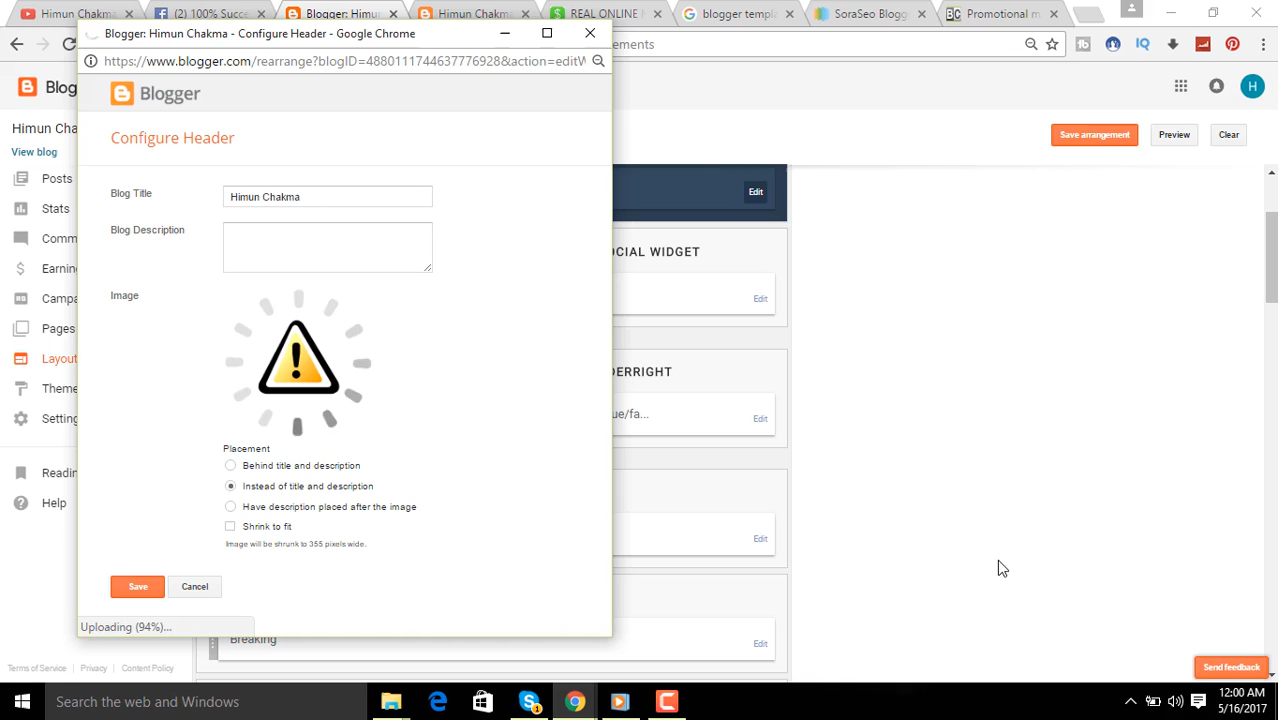 Himun Chakma
(2) 100% Succe
Blogger: Himun
Himun Chakma
REAL ONLINE
blogger templ
SoraSeo Blogg
Promotional m
Blogger: Himun Chakma - Configure Header - Google Chrome
ements
https://www.blogger.com/rearrange?blogID=4880111744637776928&action=editW
Blogger
Blog
Configure Header
Himun Cha
View blog
Save arrangement
Preview
Clear
Posts
Stats
Comm
Earnin
Campa
Pages
Layout
Theme
Setting
Readin
Help
Blog Title
Himun Chakma
Blog Description
Image
Placement
Behind title and description
Instead of title and description
Have description placed after the image
Shrink to fit
Image will be shrunk to 355 pixels wide.
Save
Cancel
Uploading (94%)...
Edit
OCIAL WIDGET
Edit
DERRIGHT
ue/fa...
Edit
Edit
Breaking
Edit
Terms of Service
Privacy
Content Policy
Send feedback
Search the web and Windows
12:00 AM
5/16/2017
H